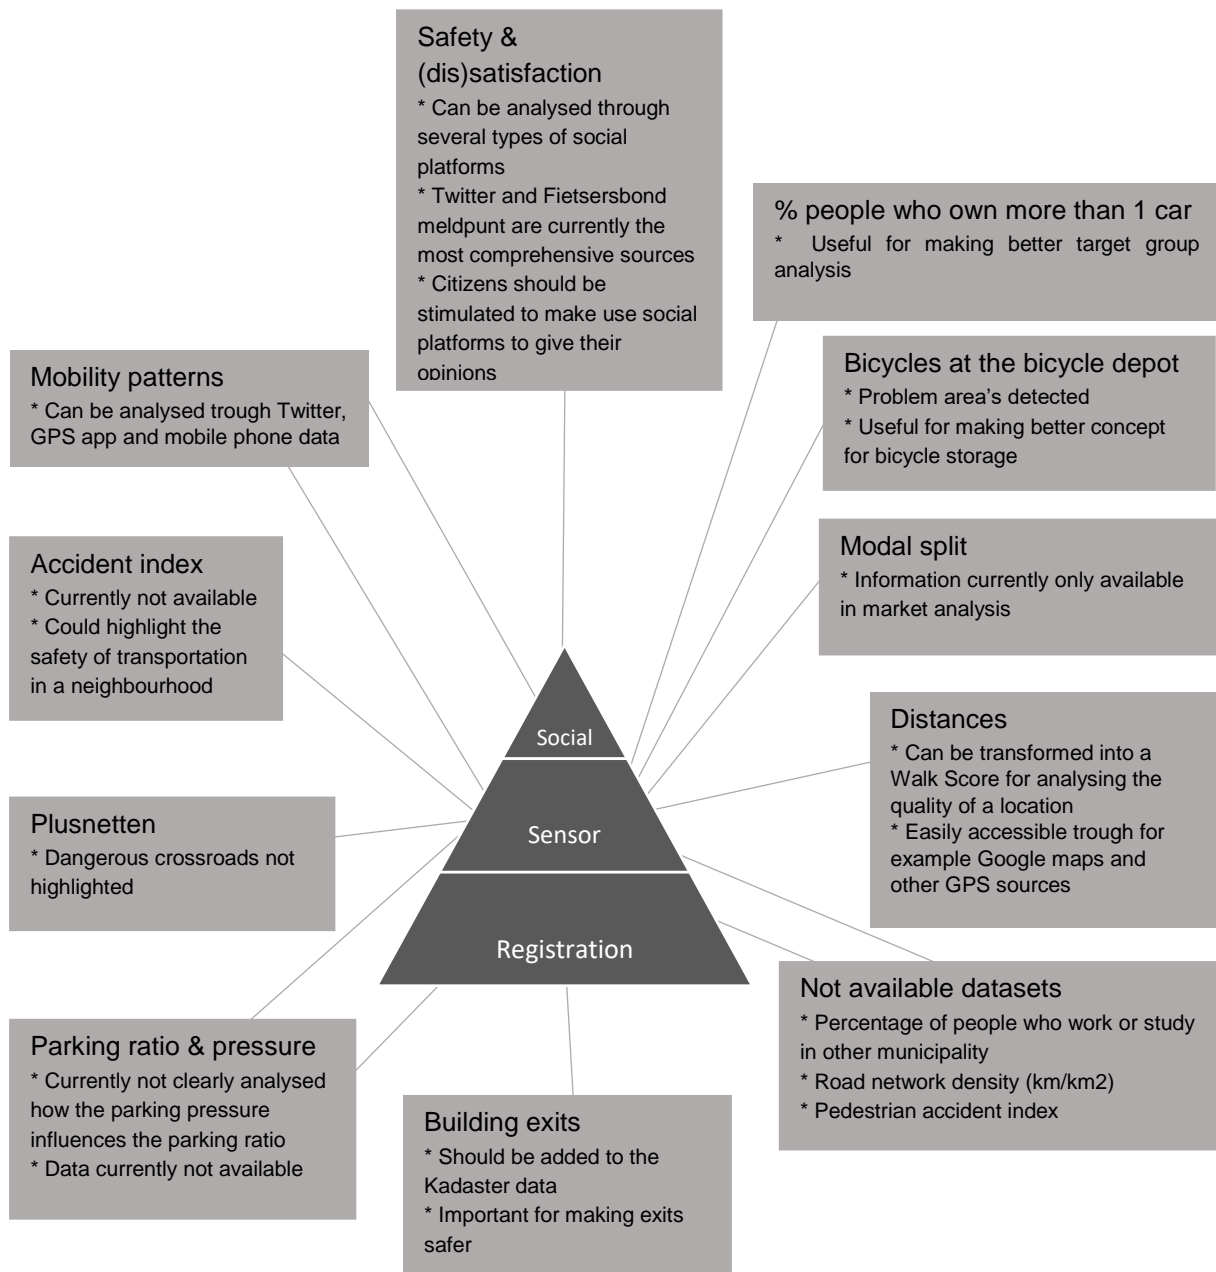 Safety &
(dis)satisfaction
* Can be analysed through
several types of social
platforms
* Twitter and Fietsersbond
meldpunt are currently the
most comprehensive sources
* Citizens should be
stimulated to make use social
platforms to give their
opinions
% people who own more than 1 car
* Useful for making better target group
analysis
Mobility patterns
* Can be analysed trough Twitter,
GPS app and mobile phone data
Bicycles at the bicycle depot
* Problem area's detected
* Useful for making better concept
for bicycle storage
Accident index
* Currently not available
* Could highlight the
safety of transportation
in a neighbourhood
Modal split
* Information currently only available
in market analysis
Social
Sensor
Registration
Distances
* Can be transformed into a
Walk Score for analysing the
quality of a location
* Easily accessible trough for
example Google maps and
other GPS sources
Plusnetten
* Dangerous crossroads not
highlighted
Not available datasets
* Percentage of people who work or study
in other municipality
* Road network density (km/km2)
* Pedestrian accident index
Parking ratio & pressure
* Currently not clearly analysed
how the parking pressure
influences the parking ratio
* Data currently not available
Building exits
* Should be added to the
Kadaster data
* Important for making exits
safer